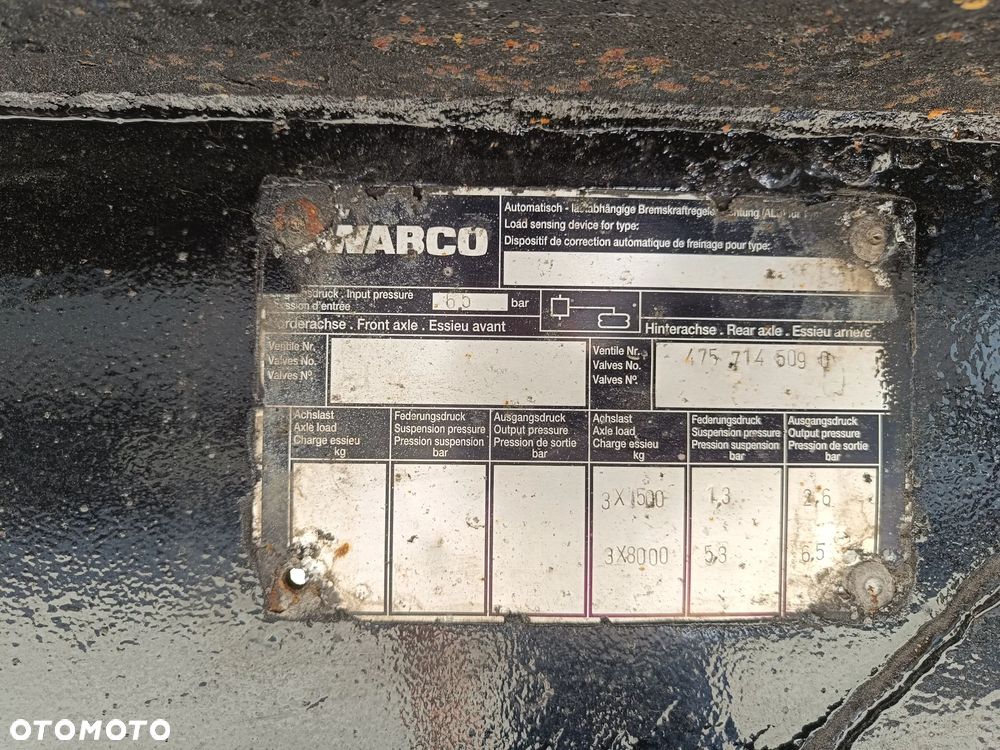 WABCO
Automatisch - lastabhängige
Load sensing device for type:
Dispositif de correction automatique de freinage pour type:
Input pressure 6,5 bar
d'entrée
Front axle . Essieu avant
Hinterachse . Rear axle . Essieu arriere
Ventile Nr.
Valves No.
Valves Nº.
Ventile Nr.
Valves No.
Valves Nº.
475 714 509 0
Achslast
Axle load
Charge essieu
kg
Federungsdruck
Suspension pressure
Pression suspension
bar
Ausgangsdruck
Output pressure
Pression de sortie
bar
Achslast
Axle load
Charge essieu
kg
Federungsdruck
Suspension pressure
Pression suspension
bar
Ausgangsdruck
Output pressure
Pression de sortie
bar
3X1500 1,3 2,6
3X8000 5,3 6,5
OTOMOTO